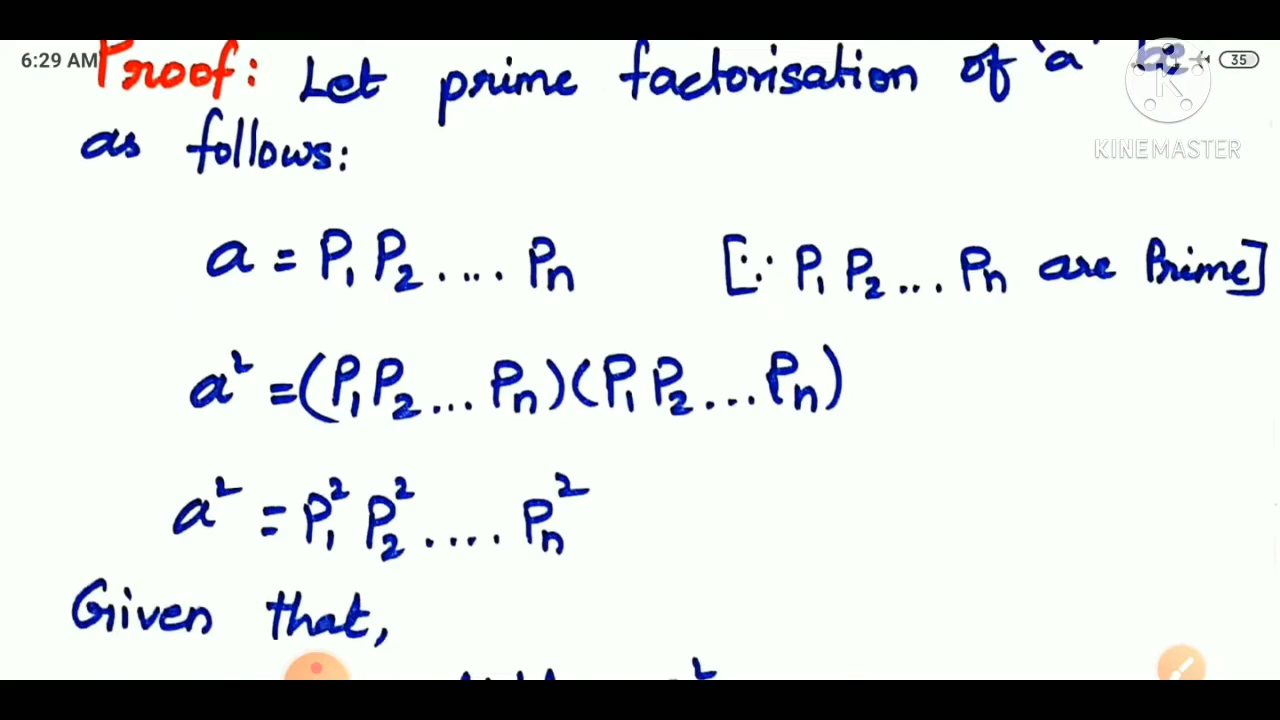 6:29 AM
35
KINEMASTER
Proof: Let prime factorisation of 'a' be
as follows:
a = P₁ P₂ .... Pₙ [∵ P₁ P₂ ... Pₙ are Prime]
a² = (P₁ P₂ ... Pₙ)(P₁ P₂ ... Pₙ)
a² = P₁² P₂² .... Pₙ²
Given that,